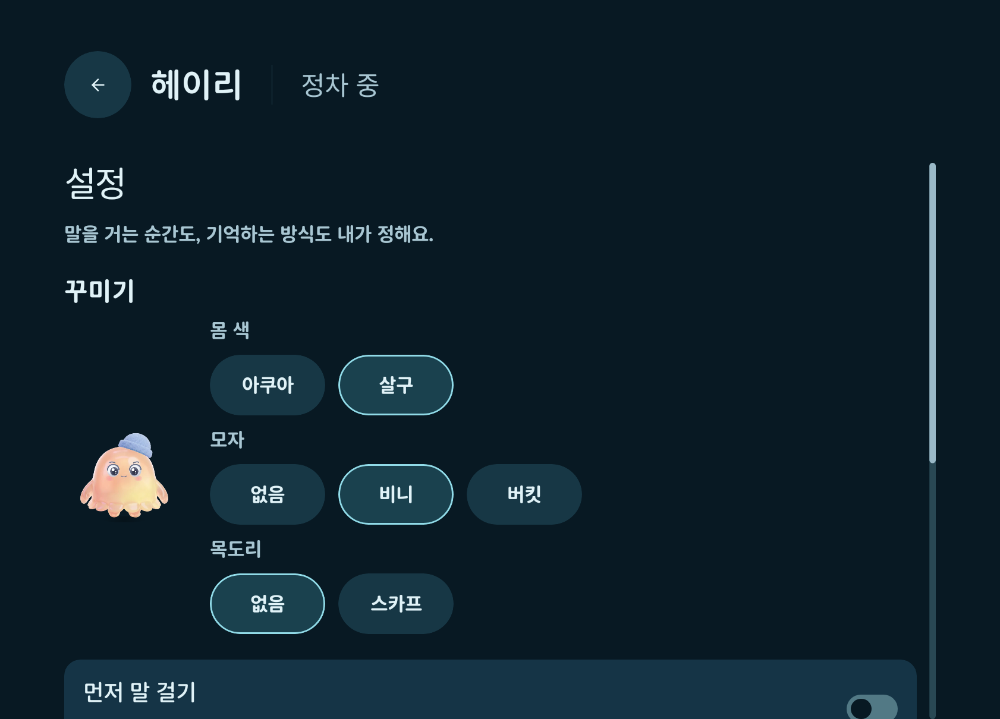 헤이리 정차 중
설정
말을 거는 순간도, 기억하는 방식도 내가 정해요.
꾸미기
몸 색
아쿠아 살구
모자
없음 비니 버킷
목도리
없음 스카프
먼저 말 걸기